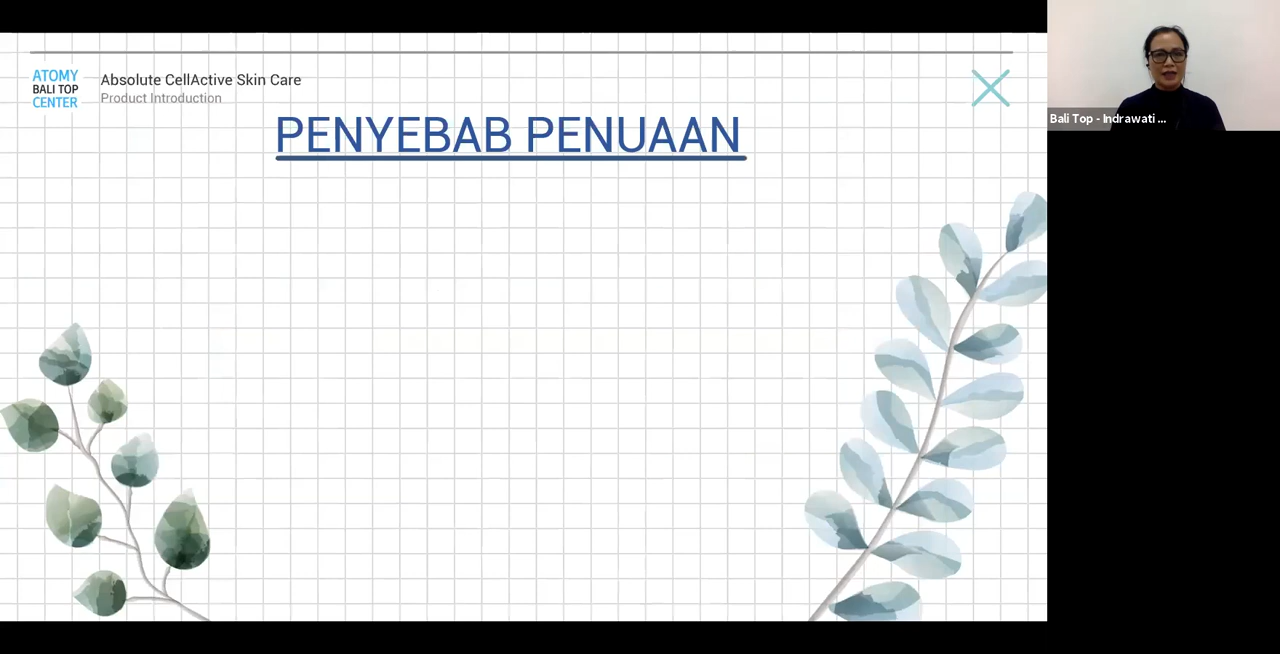 ATOMY
BALI TOP
CENTER
Absolute CellActive Skin Care
Product Introduction
PENYEBAB PENUAAN
Bali Top - Indrawati ...